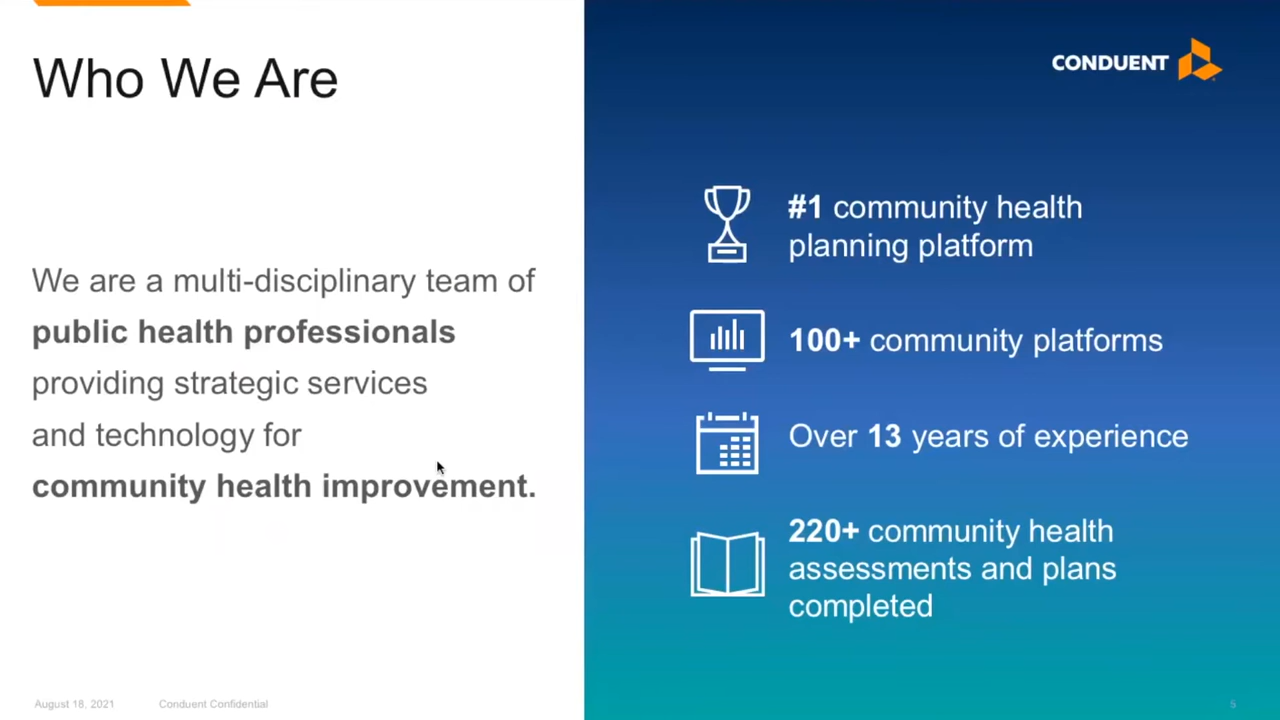 Who We Are
We are a multi-disciplinary team of
public health professionals
providing strategic services
and technology for
community health improvement.
CONDUENT
#1 community health
planning platform
100+ community platforms
Over 13 years of experience
220+ community health
assessments and plans
completed
August 18, 2021
Conduent Confidential
5